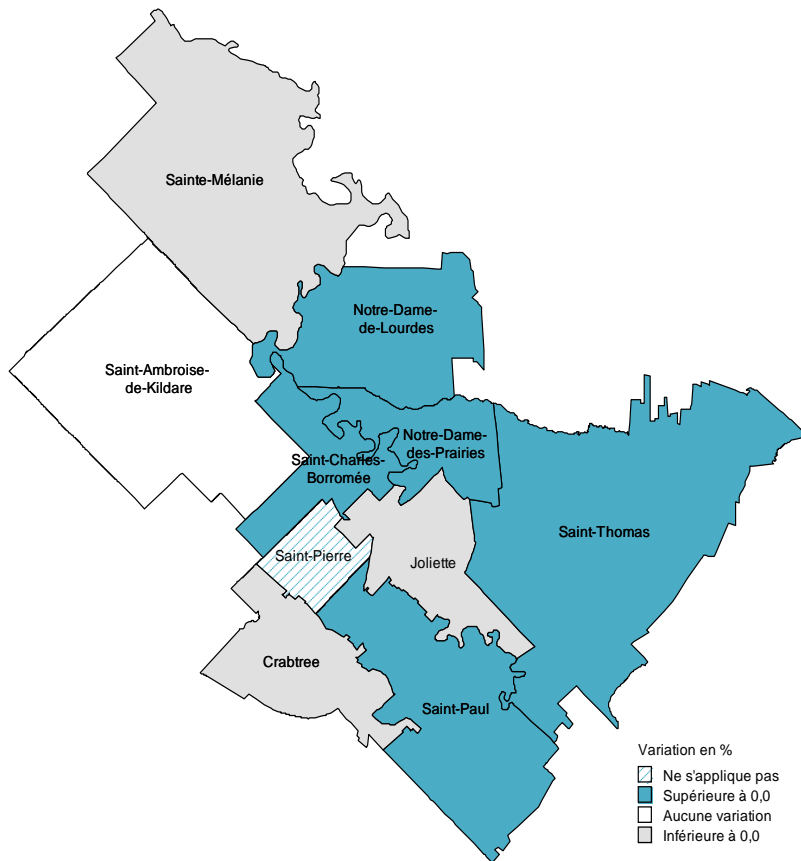 Sainte-Mélanie
Notre-Dame-
de-Lourdes
Saint-Ambroise-
de-Kildare
Notre-Dame-
des-Prairies
Saint-Charles-
Borromée
Saint-Thomas
Saint-Pierre
Joliette
Crabtree
Saint-Paul
Variation en %
Ne s'applique pas
Supérieure à 0,0
Aucune variation
Inférieure à 0,0